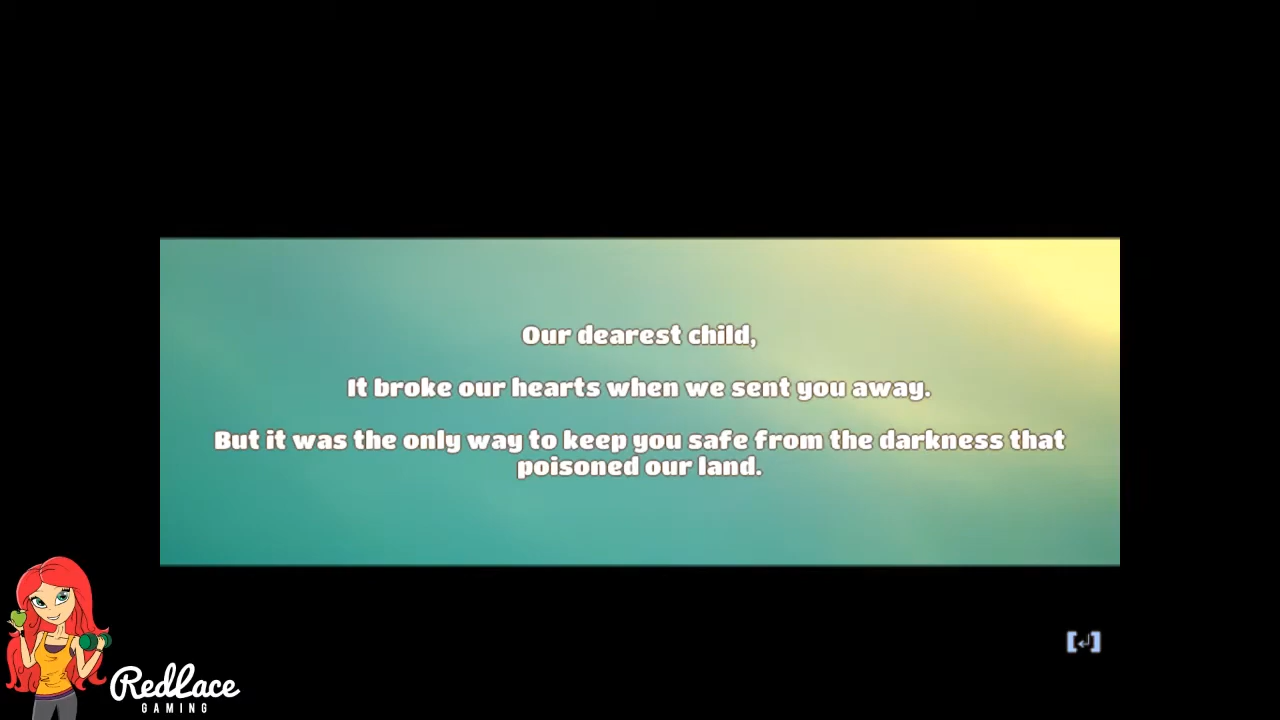 Our dearest child,
It broke our hearts when we sent you away.
But it was the only way to keep you safe from the darkness that
poisoned our land.
[↵]
RedLace
GAMING